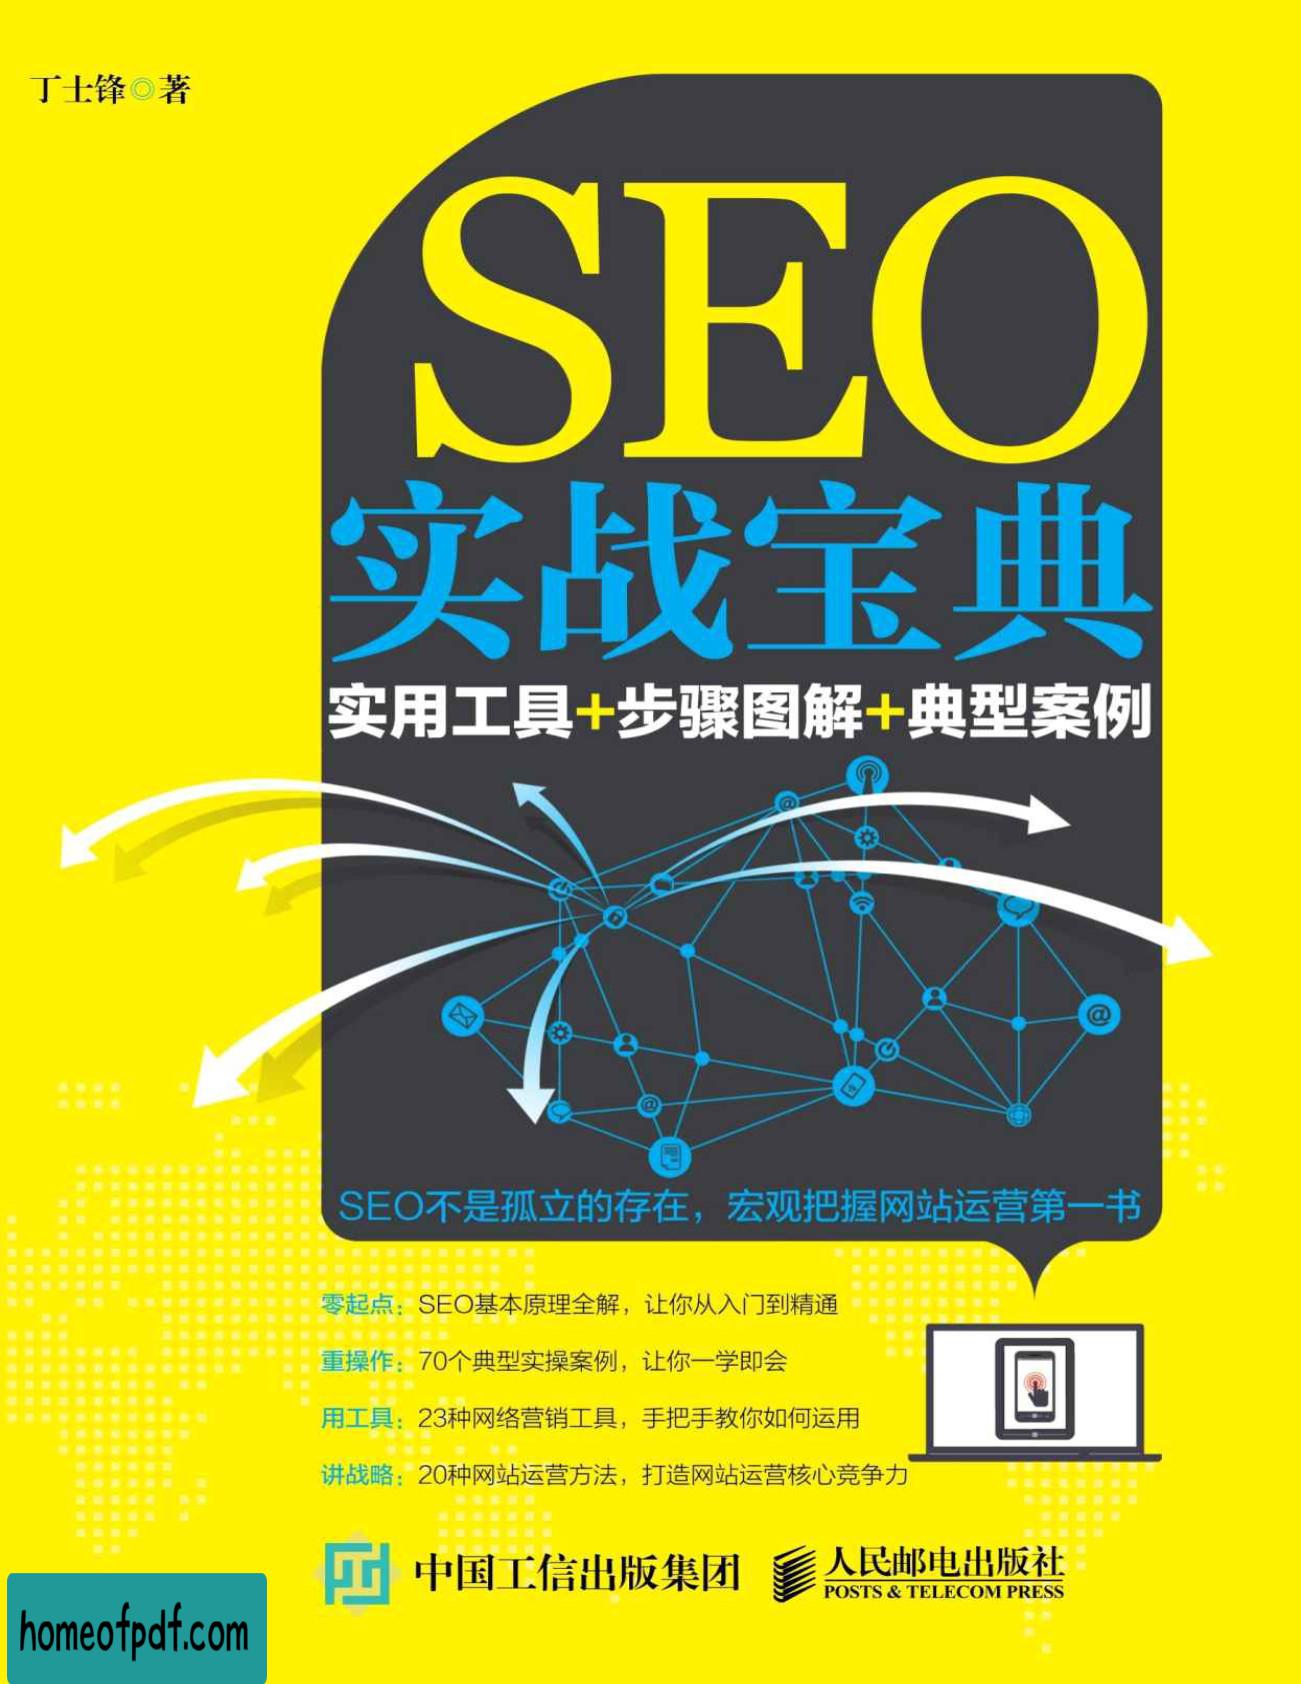 丁士锋◎著
SEO
实战宝典
实用工具+步骤图解+典型案例
SEO不是孤立的存在，宏观把握网站运营第一书
零起点：SEO基本原理全解，让你从入门到精通
重操作：70个典型实操案例，让你一学即会
用工具：23种网络营销工具，手把手教你如何运用
讲战略：20种网站运营方法，打造网站运营核心竞争力
中国工信出版集团
人民邮电出版社
POSTS & TELECOM PRESS
homeofpdf.com